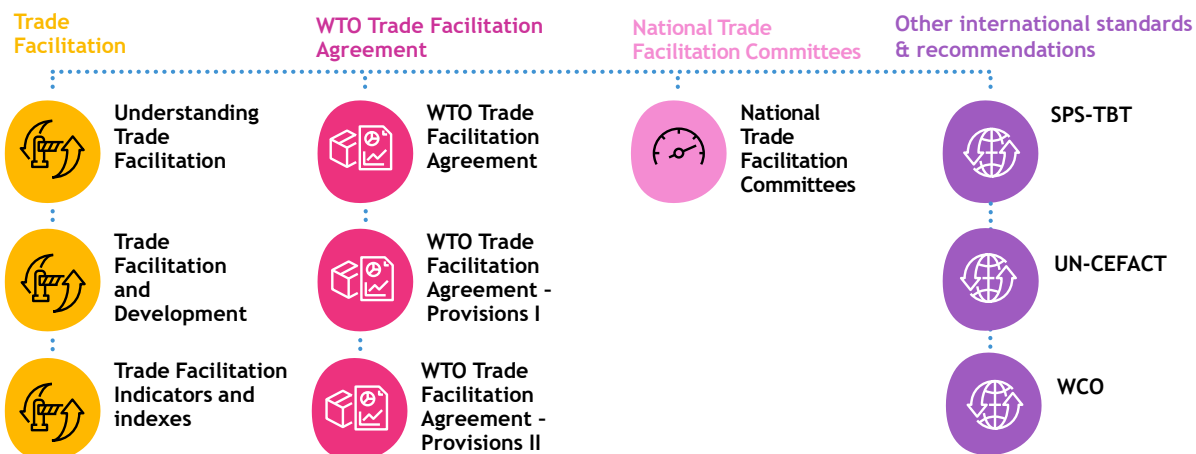 Trade
Facilitation
WTO Trade Facilitation
Agreement
National Trade
Facilitation Committees
Other international standards
& recommendations
Understanding
Trade
Facilitation
WTO Trade
Facilitation
Agreement
National
Trade
Facilitation
Committees
SPS-TBT
Trade
Facilitation
and
Development
WTO Trade
Facilitation
Agreement –
Provisions I
UN-CEFACT
Trade Facilitation
Indicators and
indexes
WTO Trade
Facilitation
Agreement –
Provisions II
WCO